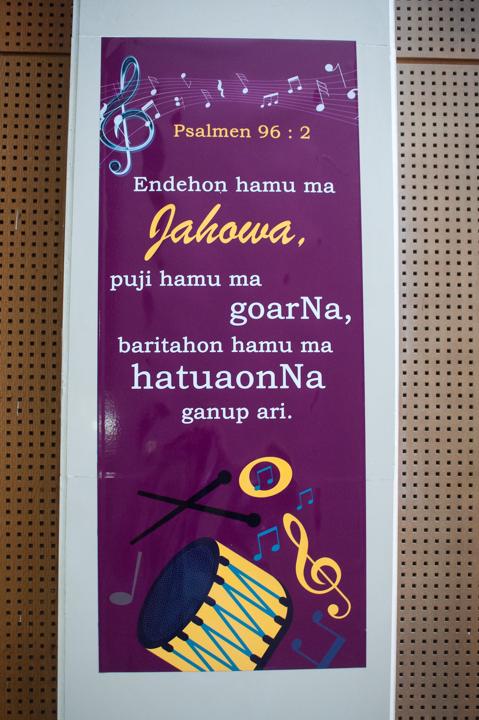 Psalmen 96 : 2
Endehon hamu ma
Jahowa,
puji hamu ma
goarNa,
baritahon hamu ma
hatuaonNa
ganup ari.